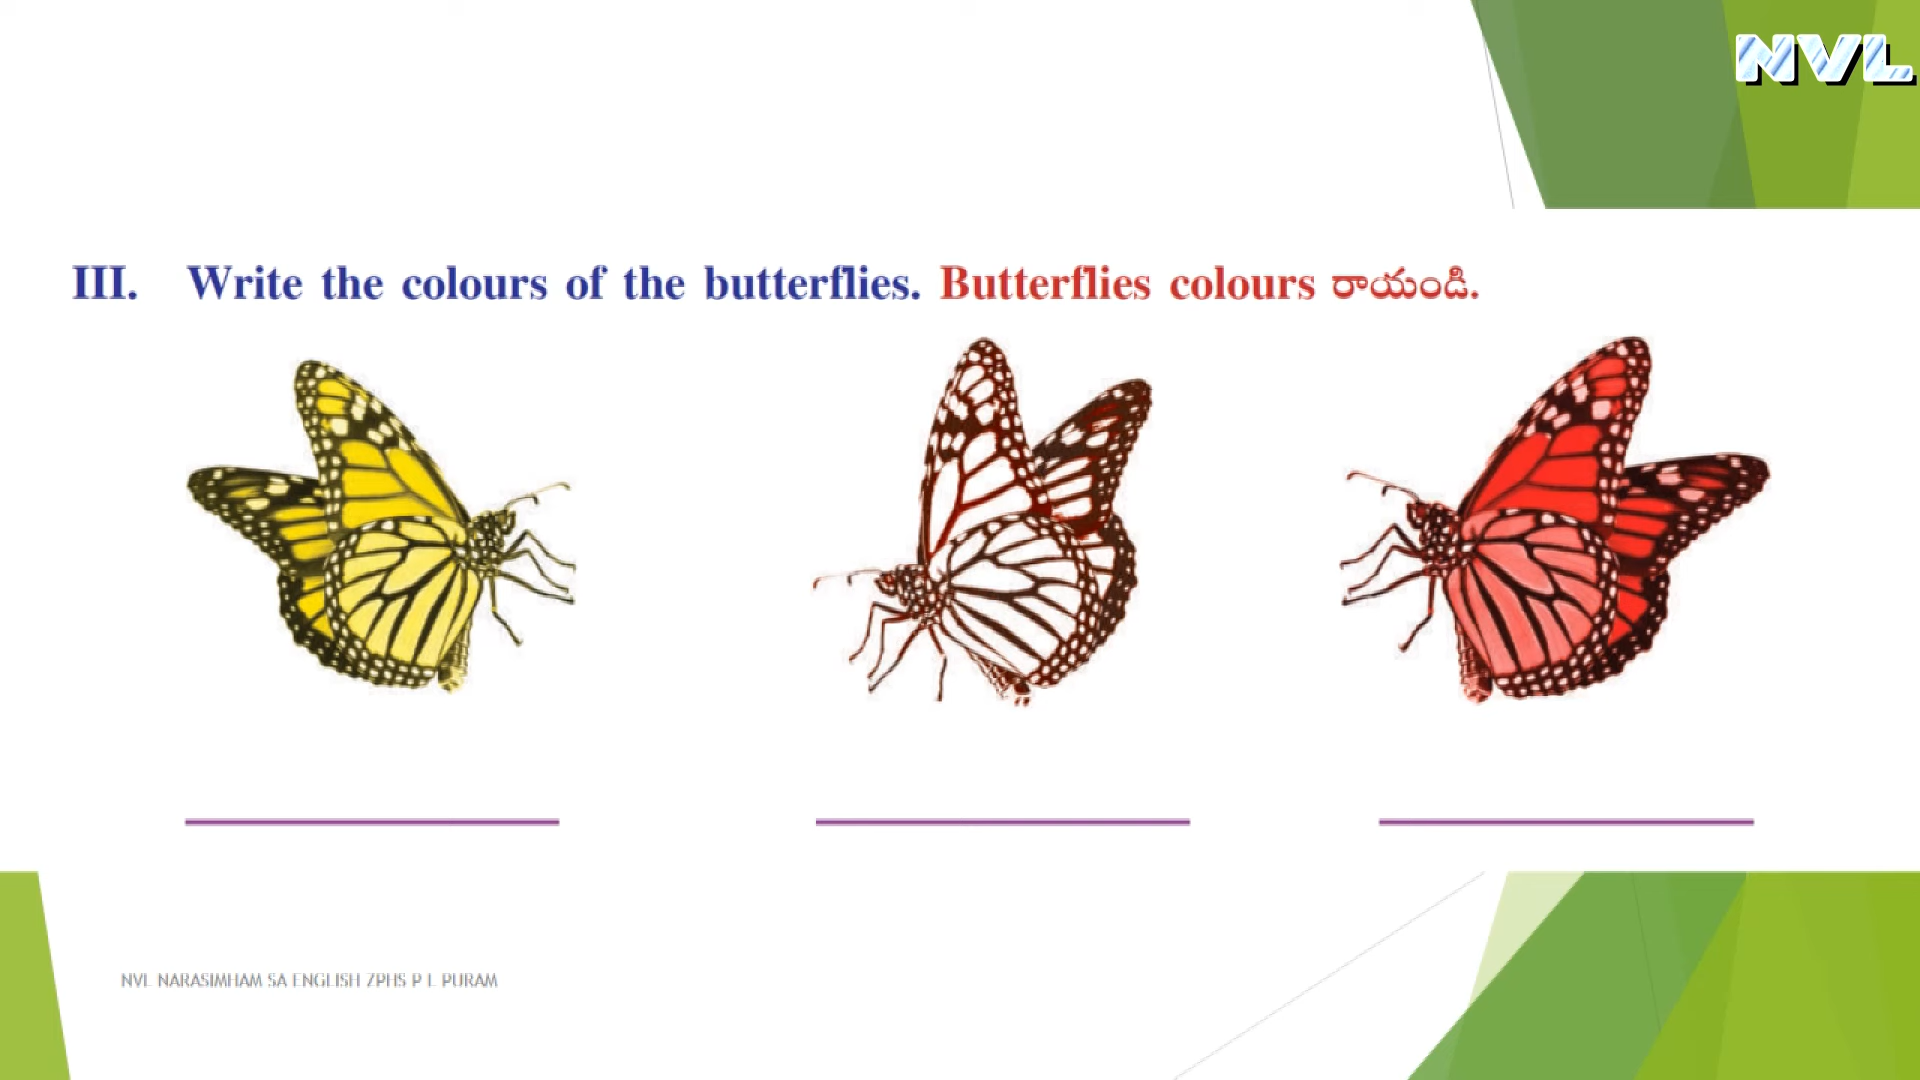 NVL
III. Write the colours of the butterflies. Butterflies colours రాయండి.
NVL NARASIMHAM SA ENGLISH ZPHS P L PURAM